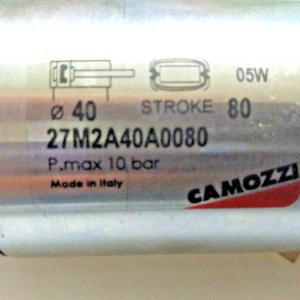 05W
ø 40 STROKE 80
27M2A40A0080
P.max 10 bar
Made in Italy
CAMOZZI